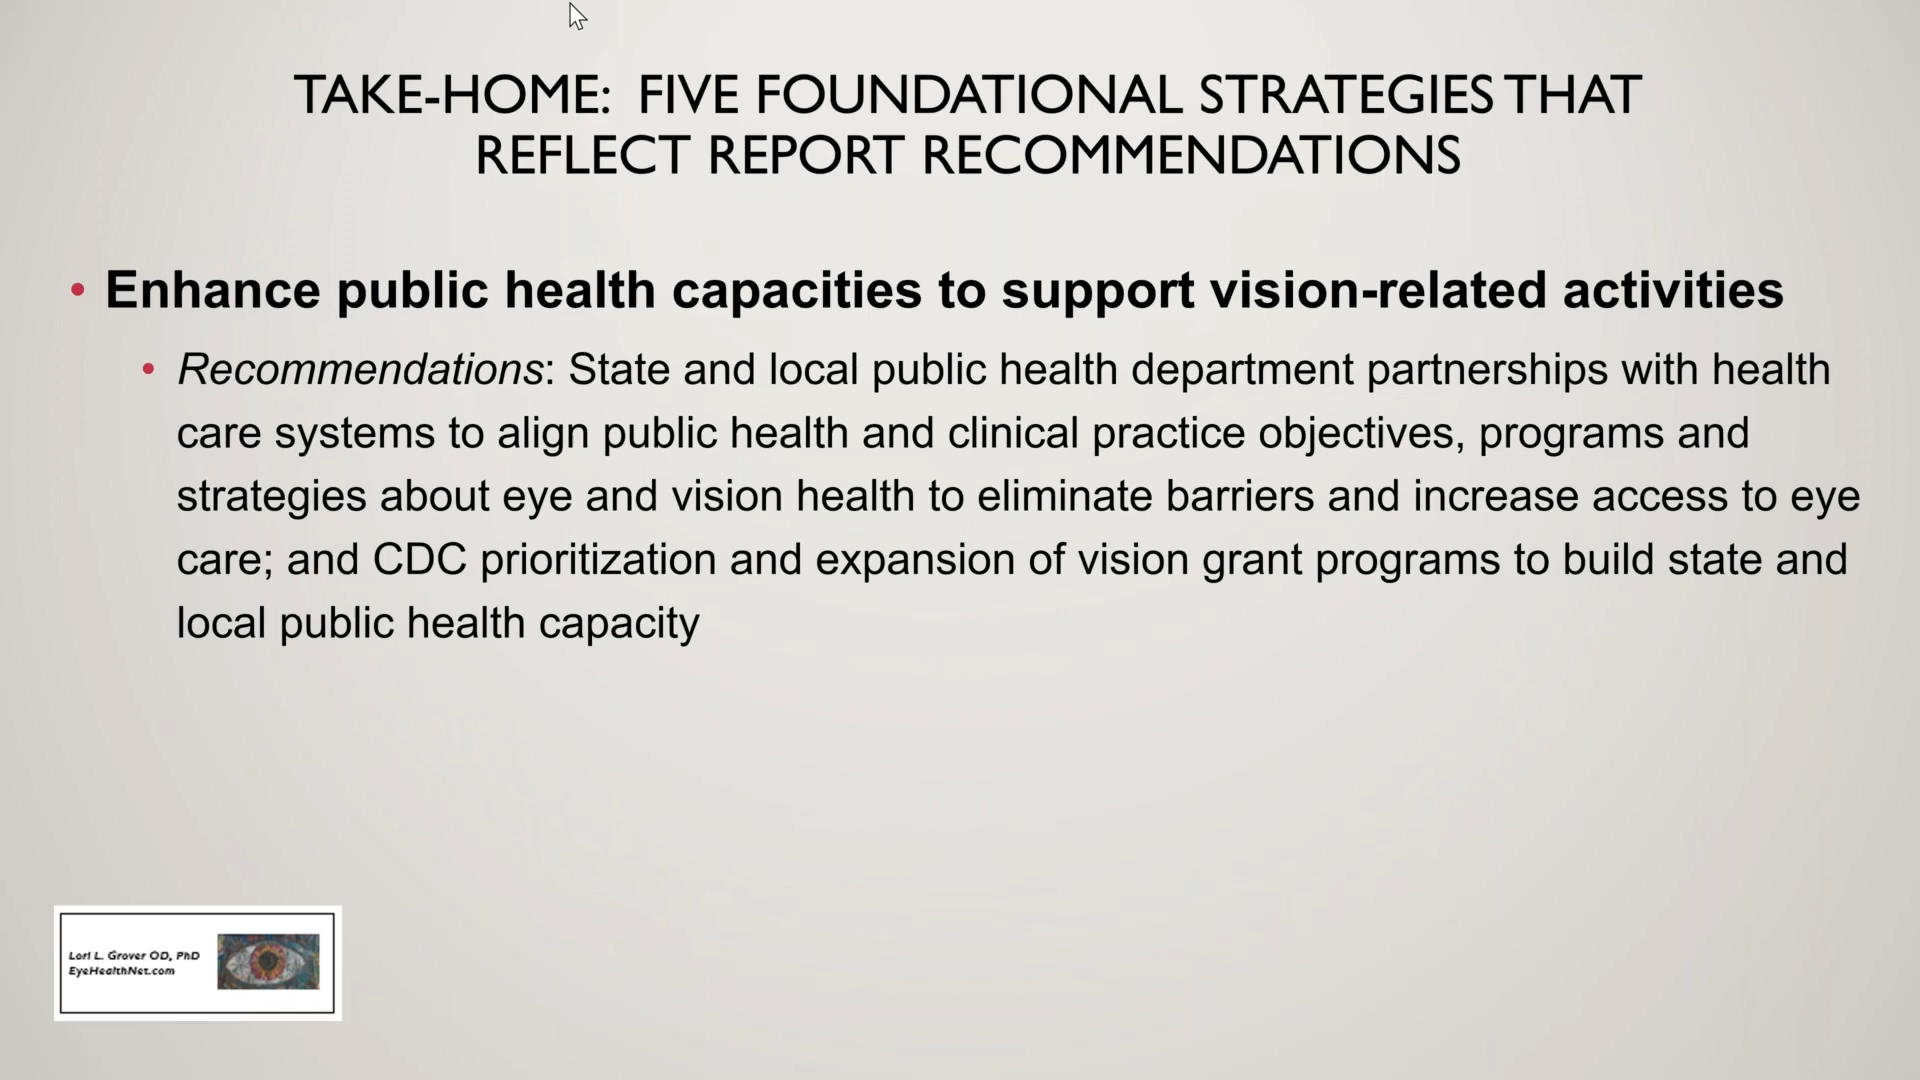 TAKE-HOME: FIVE FOUNDATIONAL STRATEGIES THAT
REFLECT REPORT RECOMMENDATIONS
• Enhance public health capacities to support vision-related activities
• Recommendations: State and local public health department partnerships with health
care systems to align public health and clinical practice objectives, programs and
strategies about eye and vision health to eliminate barriers and increase access to eye
care; and CDC prioritization and expansion of vision grant programs to build state and
local public health capacity
Lori L. Grover OD, PhD
EyeHealthNet.com